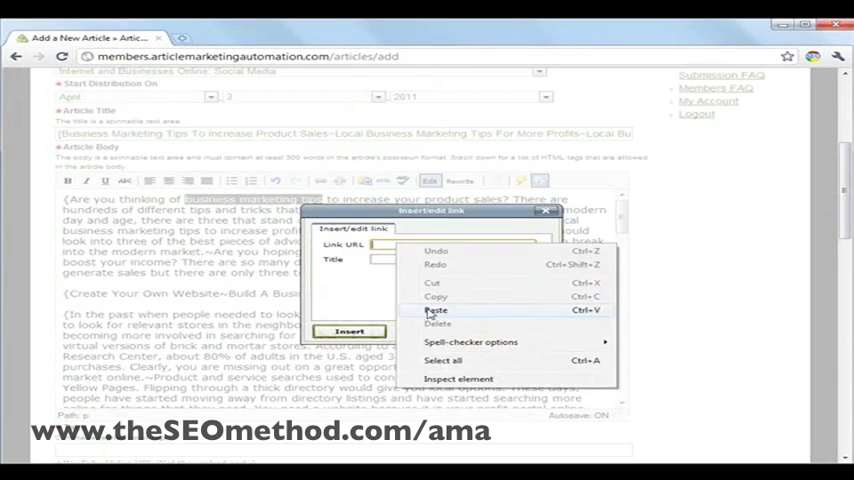 Add a New Article » Artic...
members.articlemarketingautomation.com/articles/add
Internet and Businesses Online: Social Media
Submission FAQ
Start Distribution On
Members FAQ
April
3
2011
My Account
Article Title
Logout
The title is a spinnable text area
{Business Marketing Tips To Increase Product Sales~Local Business Marketing Tips For More Profits~Local Bu
Article Body
The body is a spinnable text area and must contain at least 300 words in the article's post-spun format. Scroll down for a list of HTML tags that are allowed
in the article body.
B I U ABC
Edit Rewrite
{Are you thinking of business marketing tips to increase your product sales? There are
hundreds of different tips and tricks that
modern
Insert/edit link
day and age, there are three that stand
Insert/edit link
business marketing tips to increase profi
Link URL
look into three of the best pieces of advic
break
into the modern market.~Are you hoping
Title
boost your business? There are so many
generate sales but there are only three t
Undo Ctrl+Z
Redo Ctrl+Shift+Z
Cut Ctrl+X
Copy Ctrl+C
Paste Ctrl+V
Delete
Spell-checker options
Select all Ctrl+A
Inspect element
{Create Your Own Website~Build A Busi
{In the past when people needed to
to look for relevant stores in the neighbo
becoming more involved in searching for
instead of brick and mortar stores. Accord
Insert
Research Center, about 80% of adults in the U.S. aged 3
purchases. Clearly, you are missing out on a great oppor
market online.~Product and service searches used to con
Yellow Pages. Flipping through a thick directory would give you local options. These days,
people have started moving away from directory listings and have started searching more
Path: p
Autosave: ON
www.theSEOmethod.com/ama